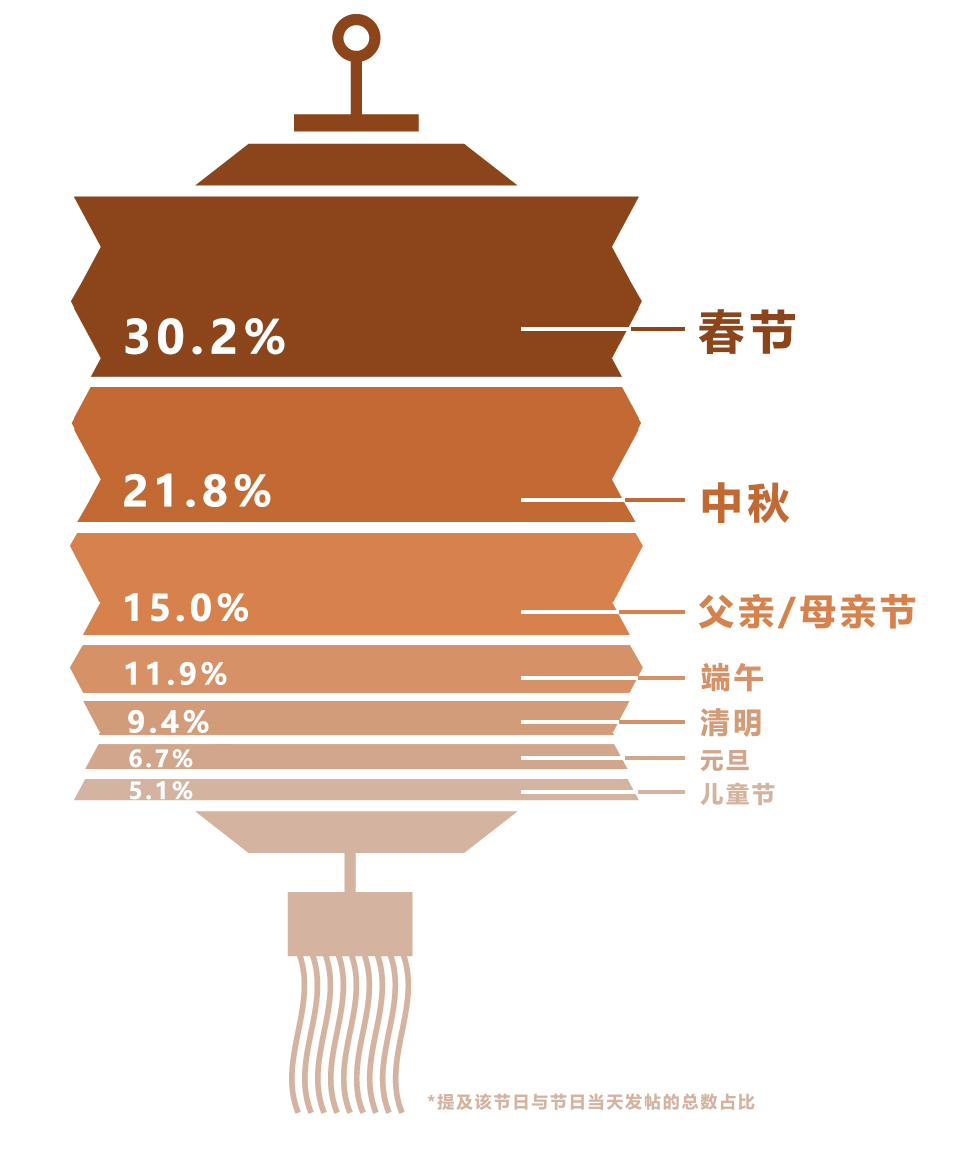 30.2% 春节
21.8% 中秋
15.0% 父亲/母亲节
11.9% 端午
9.4% 清明
6.7% 元旦
5.1% 儿童节
*提及该节日与节日当天发帖的总数占比